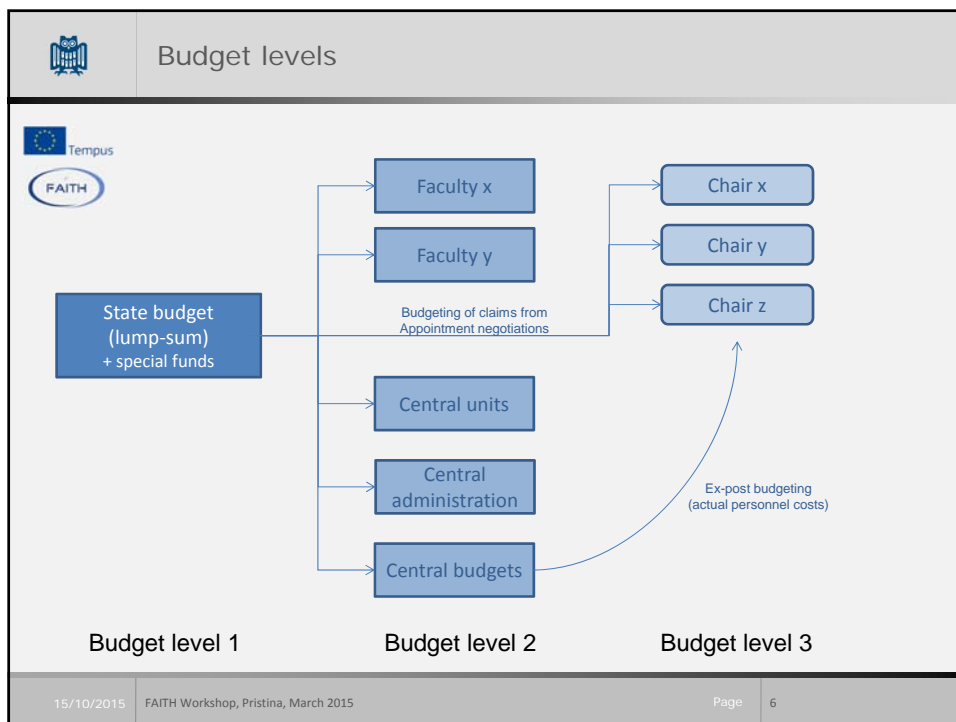 Budget levels
Tempus
FAITH
Faculty x
Faculty y
State budget
(lump-sum)
+ special funds
Budgeting of claims from
Appointment negotiations
Central units
Central
administration
Central budgets
Chair x
Chair y
Chair z
Ex-post budgeting
(actual personnel costs)
Budget level 1
Budget level 2
Budget level 3
15/10/2015
FAITH Workshop, Pristina, March 2015
Page
6